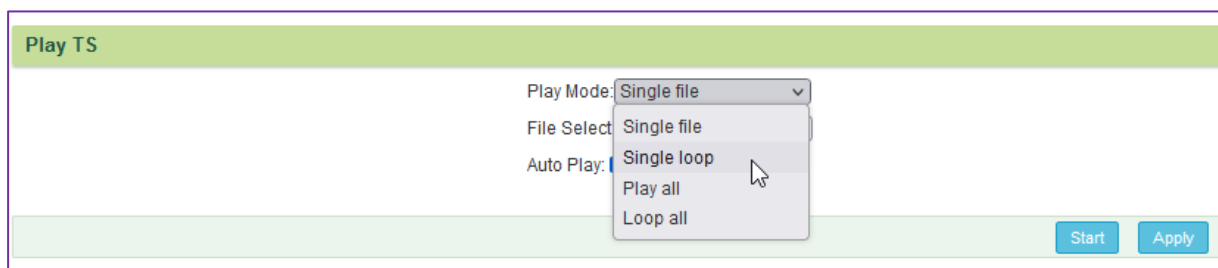 Play TS
Play Mode: Single file
File Select Single file
Single loop
Auto Play:
Play all
Loop all
Start Apply